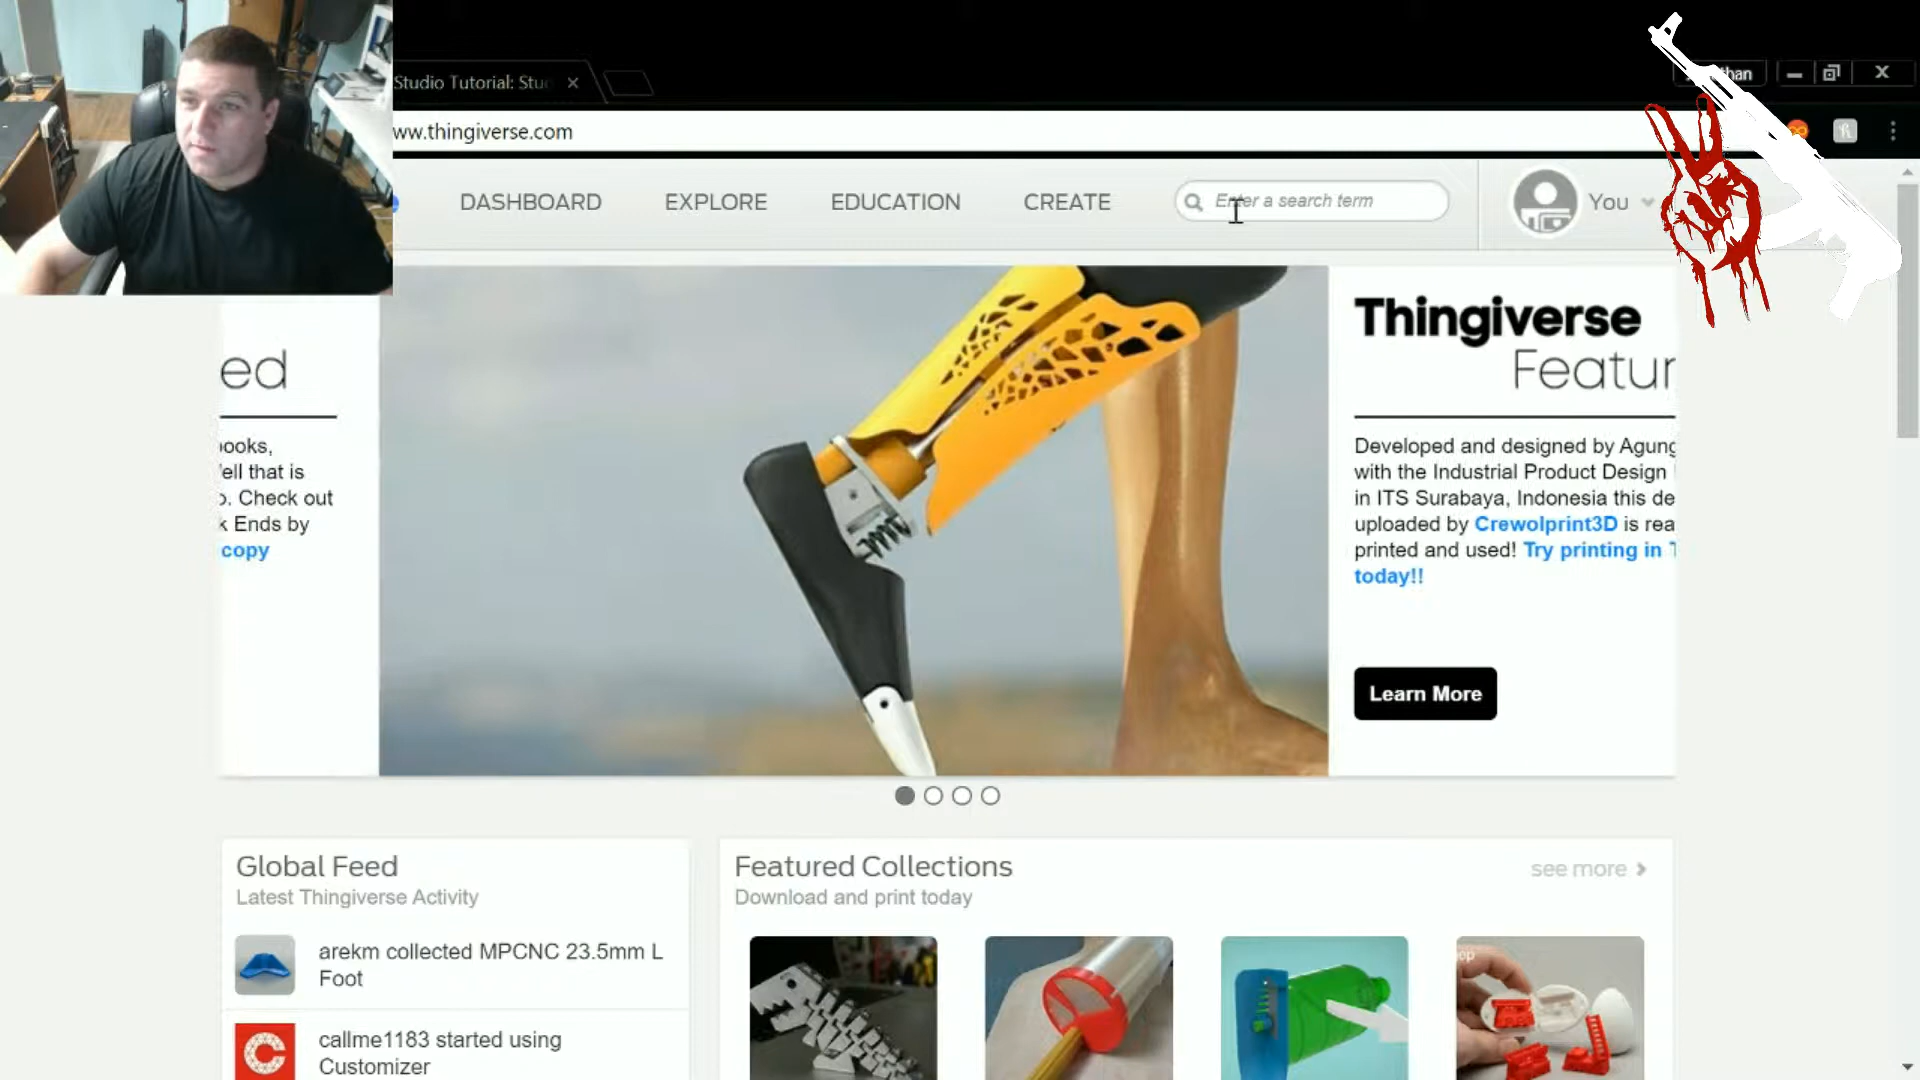 Studio Tutorial: Stu
ww.thingiverse.com
DASHBOARD
EXPLORE
EDUCATION
CREATE
Enter a search term
You
ed
ell that is
Check out
k Ends by
copy
Thingiverse
Featur
Developed and designed by Agung
with the Industrial Product Design
in ITS Surabaya, Indonesia this de
uploaded by Crewolprint3D is rea
printed and used! Try printing in T
today!!
Learn More
Global Feed
Latest Thingiverse Activity
arekm collected MPCNC 23.5mm L
Foot
callme1183 started using
Customizer
Featured Collections
Download and print today
see more